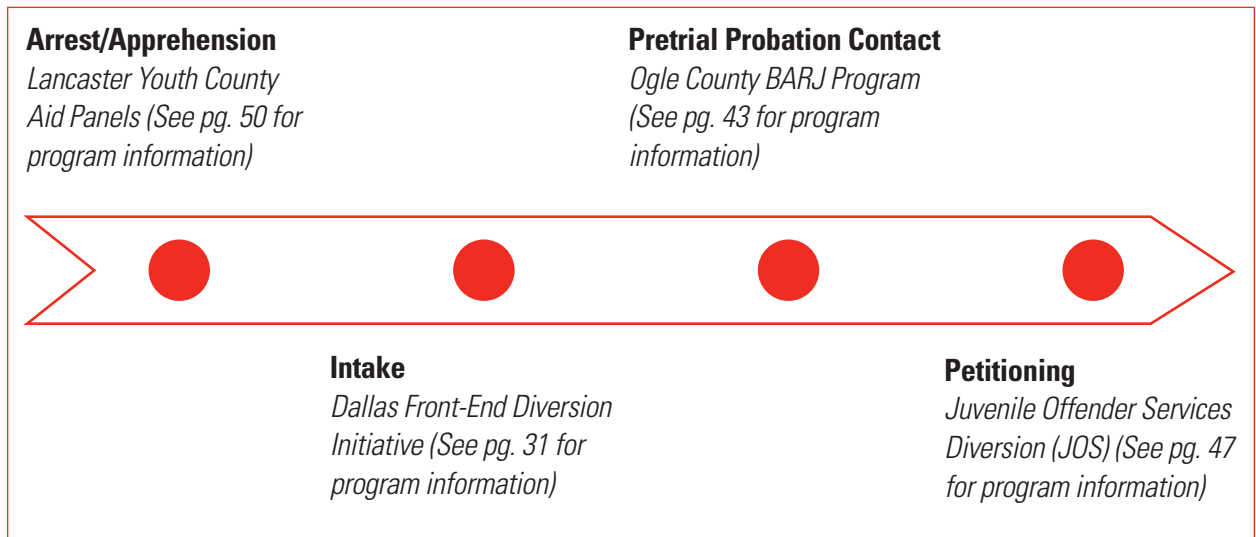 Arrest/Apprehension
Lancaster Youth County
Aid Panels (See pg. 50 for
program information)
Pretrial Probation Contact
Ogle County BARJ Program
(See pg. 43 for program
information)
Intake
Dallas Front-End Diversion
Initiative (See pg. 31 for
program information)
Petitioning
Juvenile Offender Services
Diversion (JOS) (See pg. 47
for program information)